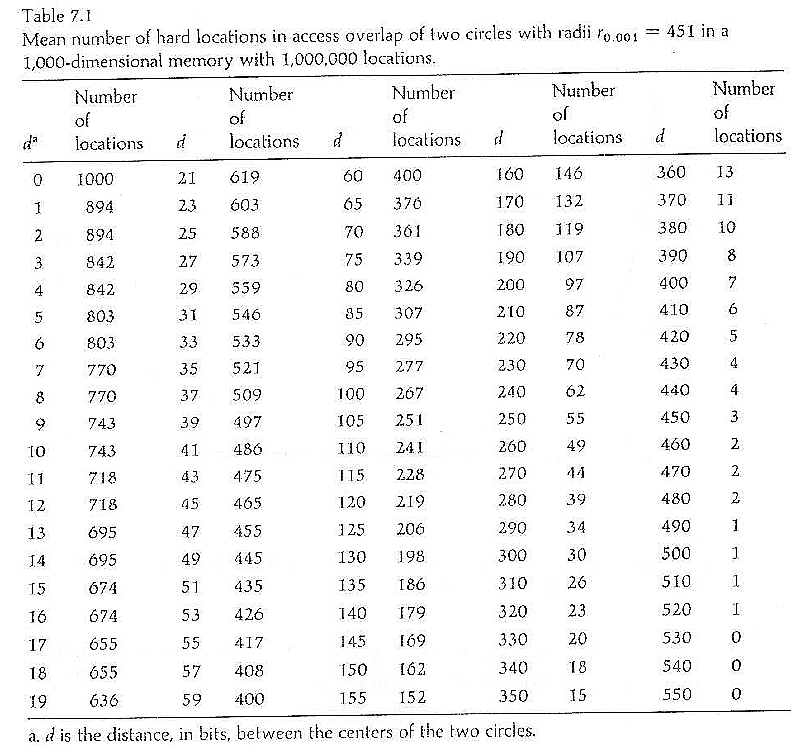 Table 7.1
Mean number of hard locations in access overlap of two circles with radii r0.001 = 451 in a
1,000-dimensional memory with 1,000,000 locations.
Number Number Number Number Number
of of of of of
dᵃ locations d locations d locations d locations d locations
0 1000 21 619 60 400 160 146 360 13
1 894 23 603 65 376 170 132 370 11
2 894 25 588 70 361 180 119 380 10
3 842 27 573 75 339 190 107 390 8
4 842 29 559 80 326 200 97 400 7
5 803 31 546 85 307 210 87 410 6
6 803 33 533 90 295 220 78 420 5
7 770 35 521 95 277 230 70 430 4
8 770 37 509 100 267 240 62 440 4
9 743 39 497 105 251 250 55 450 3
10 743 41 486 110 241 260 49 460 2
11 718 43 475 115 228 270 44 470 2
12 718 45 465 120 219 280 39 480 2
13 695 47 455 125 206 290 34 490 1
14 695 49 445 130 198 300 30 500 1
15 674 51 435 135 186 310 26 510 1
16 674 53 426 140 179 320 23 520 1
17 655 55 417 145 169 330 20 530 0
18 655 57 408 150 162 340 18 540 0
19 636 59 400 155 152 350 15 550 0
a. d is the distance, in bits, between the centers of the two circles.